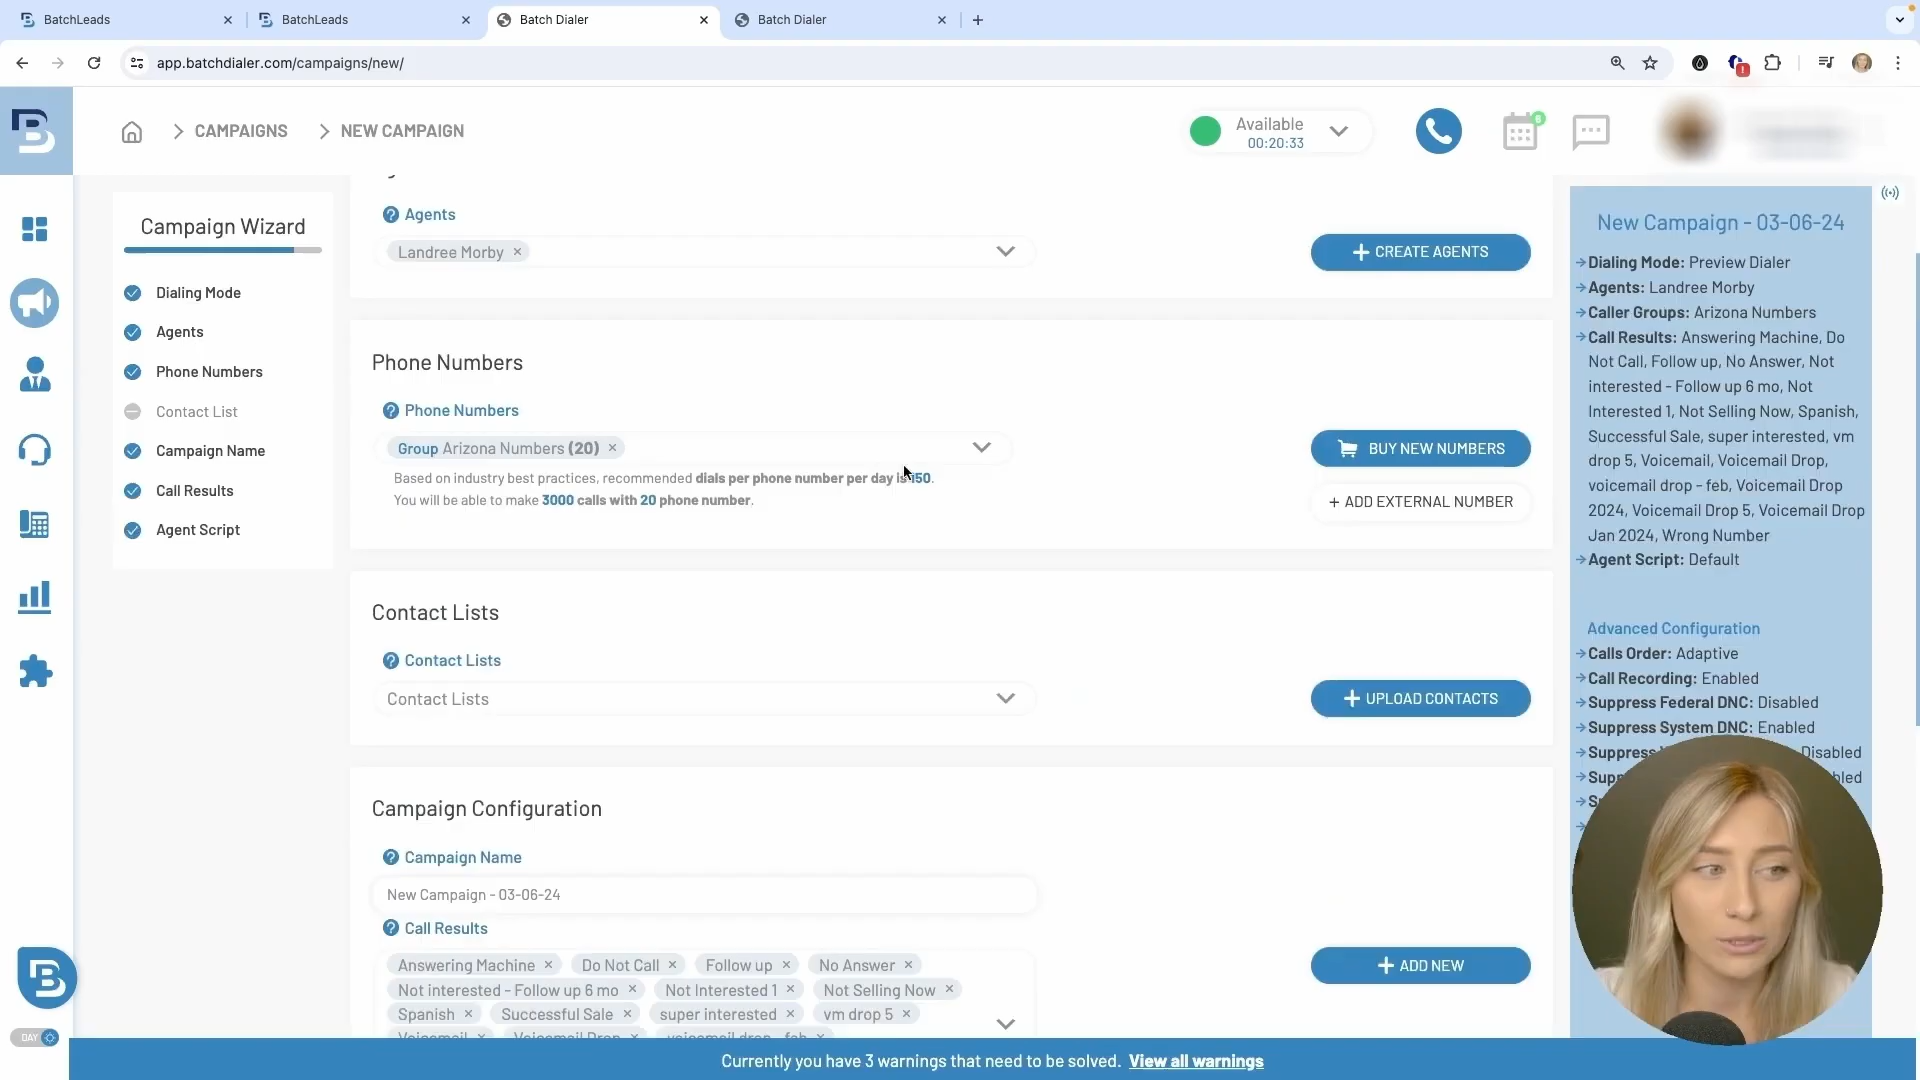 BatchLeads
BatchLeads
Batch Dialer
Batch Dialer
app.batchdialer.com/campaigns/new/
CAMPAIGNS
NEW CAMPAIGN
Available
00:20:33
6
Campaign Wizard
Dialing Mode
Agents
Phone Numbers
Contact List
Campaign Name
Call Results
Agent Script
DAY
Agents
Landree Morby
+ CREATE AGENTS
Phone Numbers
Phone Numbers
Group Arizona Numbers (20)
Based on industry best practices, recommended dials per phone number per day is 150.
You will be able to make 3000 calls with 20 phone number.
BUY NEW NUMBERS
+ ADD EXTERNAL NUMBER
Contact Lists
Contact Lists
Contact Lists
+ UPLOAD CONTACTS
Campaign Configuration
Campaign Name
New Campaign - 03-06-24
Call Results
Answering Machine Do Not Call Follow up No Answer
Not interested - Follow up 6 mo Not Interested 1 Not Selling Now
Spanish Successful Sale super interested vm drop 5
Voicemail Voicemail Drop voicemail drop - feb
+ ADD NEW
New Campaign - 03-06-24
Dialing Mode: Preview Dialer
Agents: Landree Morby
Caller Groups: Arizona Numbers
Call Results: Answering Machine, Do
Not Call, Follow up, No Answer, Not
interested - Follow up 6 mo, Not
Interested 1, Not Selling Now, Spanish,
Successful Sale, super interested, vm
drop 5, Voicemail, Voicemail Drop,
voicemail drop - feb, Voicemail Drop
2024, Voicemail Drop 5, Voicemail Drop
Jan 2024, Wrong Number
Agent Script: Default
Advanced Configuration
Calls Order: Adaptive
Call Recording: Enabled
Suppress Federal DNC: Disabled
Suppress System DNC: Enabled
Suppress Disabled
Currently you have 3 warnings that need to be solved. View all warnings